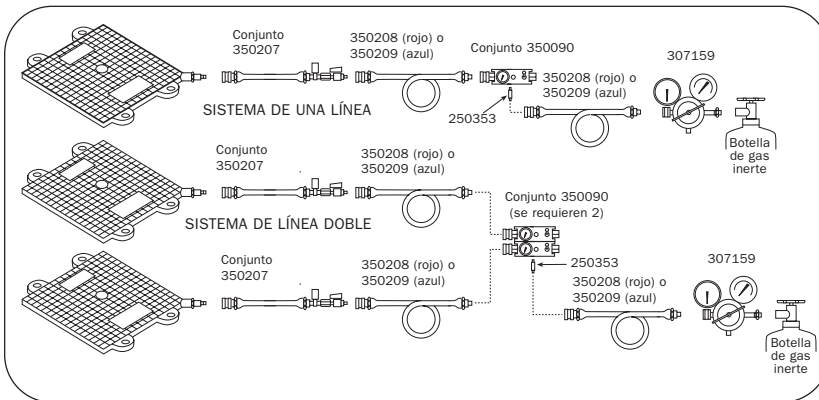 Conjunto
350207
350208 (rojo) o
350209 (azul)
Conjunto 350090
307159
350208 (rojo) o
350209 (azul)
250353
SISTEMA DE UNA LÍNEA
Botella
de gas
inerte
Conjunto
350207
350208 (rojo) o
350209 (azul)
SISTEMA DE LÍNEA DOBLE
Conjunto 350090
(se requieren 2)
Conjunto
350207
350208 (rojo) o
350209 (azul)
250353
350208 (rojo) o
350209 (azul)
307159
Botella
de gas
inerte